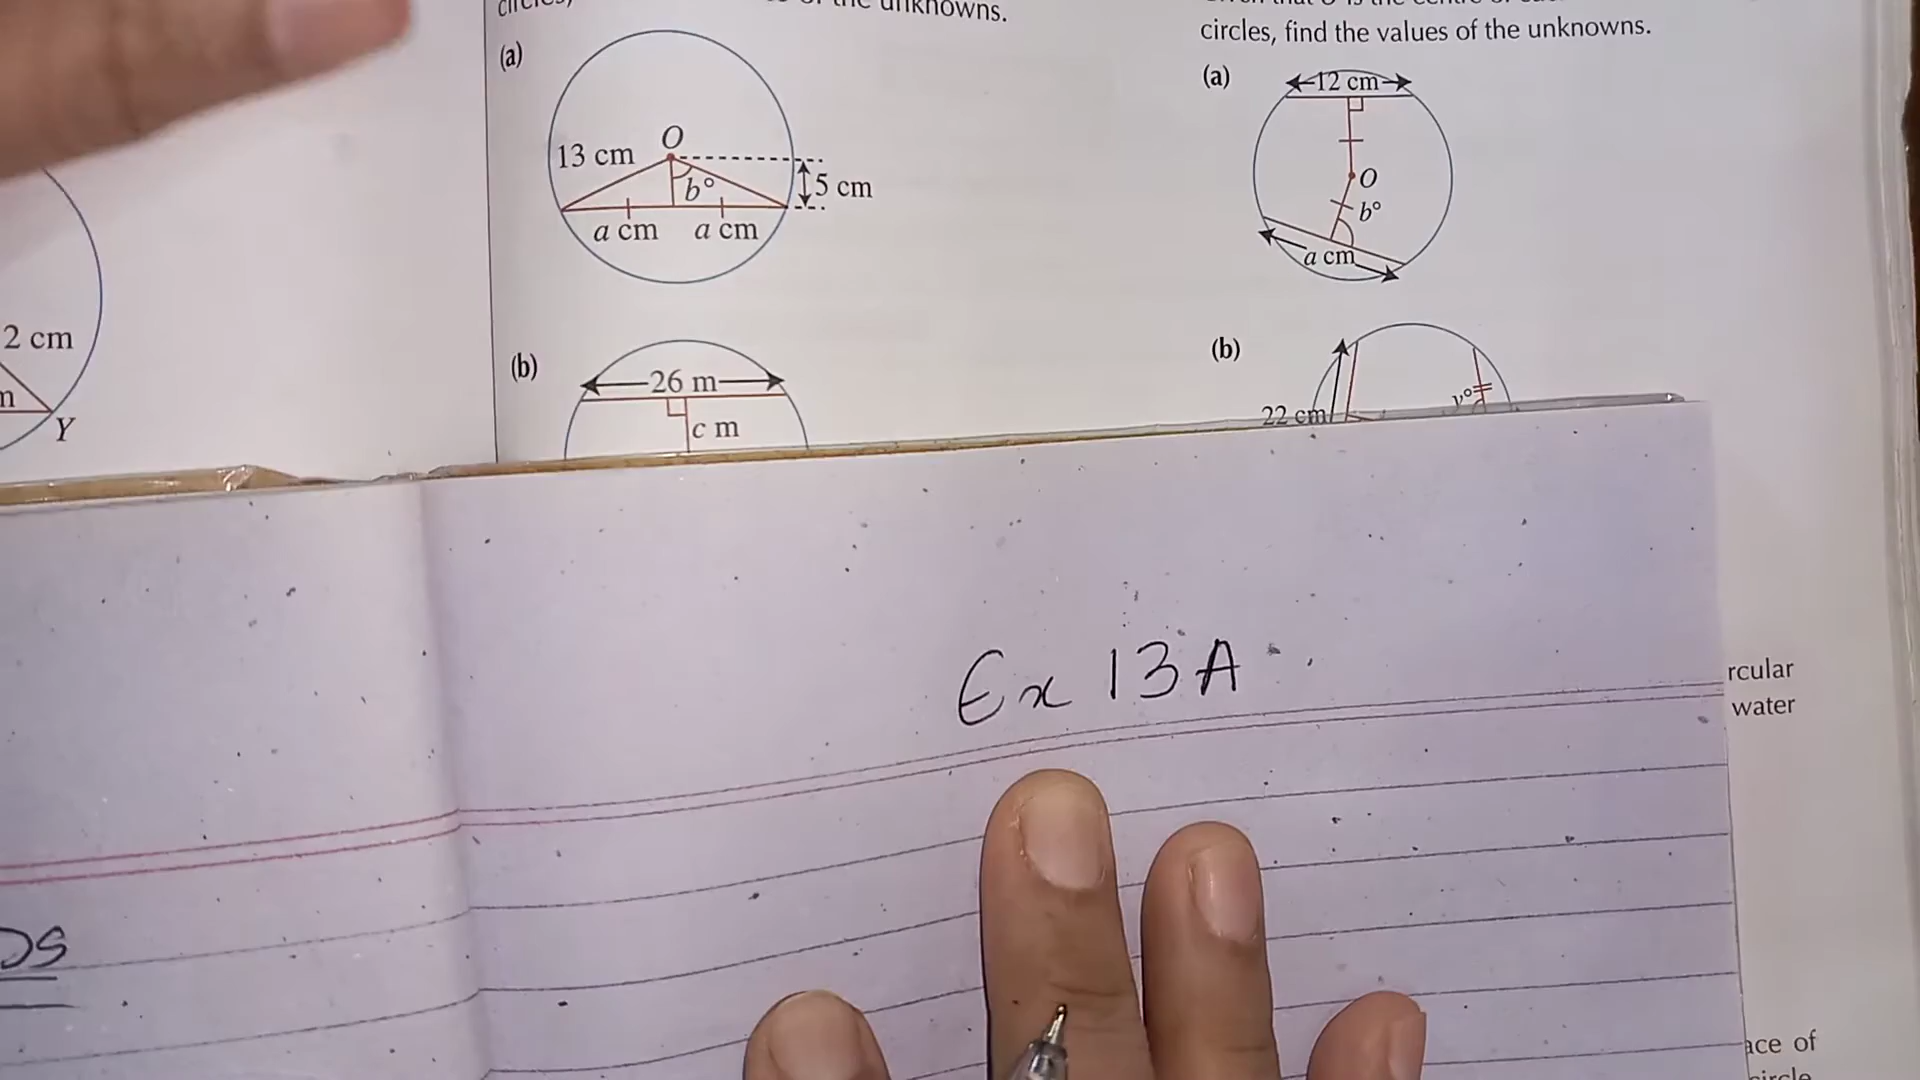 unknowns.
circles, find the values of the unknowns.
(a)
O
13 cm
b°
5 cm
a cm a cm
(a)
12 cm
O
b°
a cm
2 cm
Y
(b)
26 m
c m
(b)
22 cm
y°
Ex 13A
rcular
water
DS
ace of